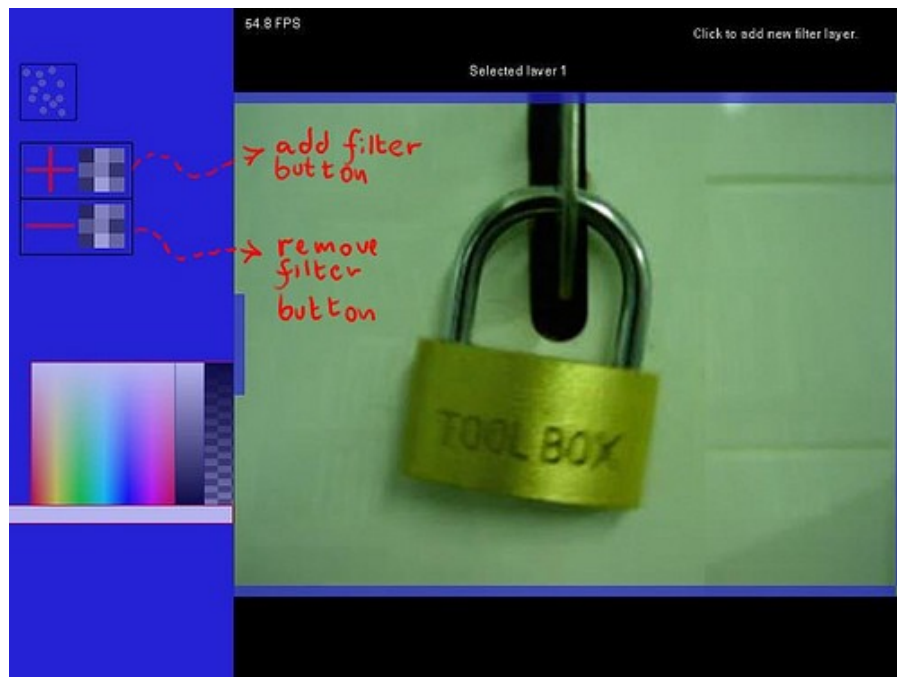 54.8 FPS
Click to add new filter layer.
Selected layer 1
add filter
button
remove
filter
button
TOOL BOX